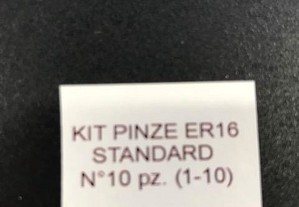 KIT PINZE ER16
STANDARD
N°10 pz. (1-10)